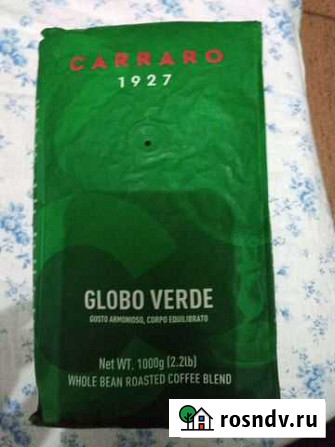 CARRARO
1927
GLOBO VERDE
GUSTO ARMONIOSO, CORPO EQUILIBRATO
Net WT. 1000g (2.2lb)
WHOLE BEAN ROASTED COFFEE BLEND
rosndv.ru